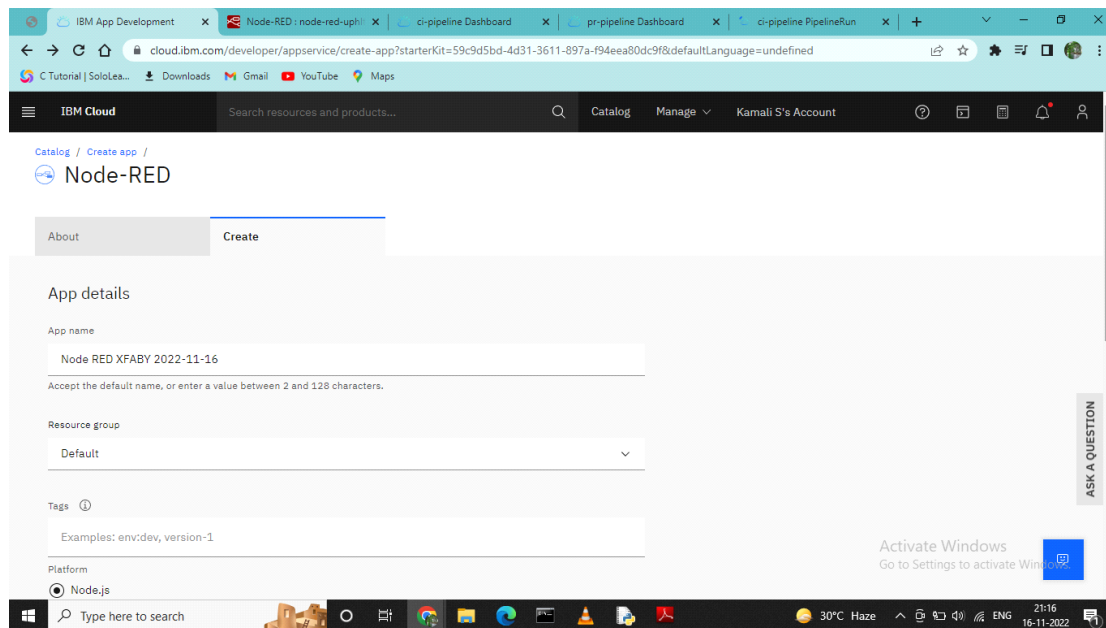 IBM App Development
Node-RED : node-red-uphl
ci-pipeline Dashboard
pr-pipeline Dashboard
ci-pipeline PipelineRun
cloud.ibm.com/developer/appservice/create-app?starterKit=59c9d5bd-4d31-3611-897a-f94eea80dc9f&defaultLanguage=undefined
C Tutorial | SoloLea...
Downloads
Gmail
YouTube
Maps
IBM Cloud
Search resources and products...
Catalog
Manage
Kamali S's Account
Catalog / Create app /
Node-RED
About
Create
App details
App name
Node RED XFABY 2022-11-16
Accept the default name, or enter a value between 2 and 128 characters.
Resource group
Default
ASK A QUESTION
Tags
Examples: env:dev, version-1
Activate Windows
Go to Settings to activate Windows.
Platform
Node.js
Type here to search
30°C Haze
ENG
21:16
16-11-2022